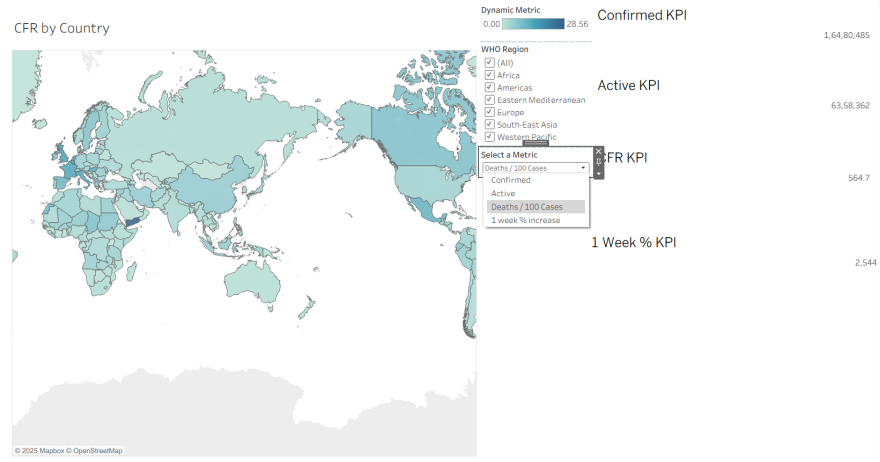 CFR by Country
Dynamic Metric
0.00
28.56
WHO Region
(All)
Africa
Americas
Eastern Mediterranean
Europe
South-East Asia
Western Pacific
Select a Metric
Deaths / 100 Cases
Confirmed
Active
Deaths / 100 Cases
1 week % increase
Confirmed KPI
1,64,80,485
Active KPI
63,58,362
CFR KPI
564.7
1 Week % KPI
2,544
© 2025 Mapbox © OpenStreetMap